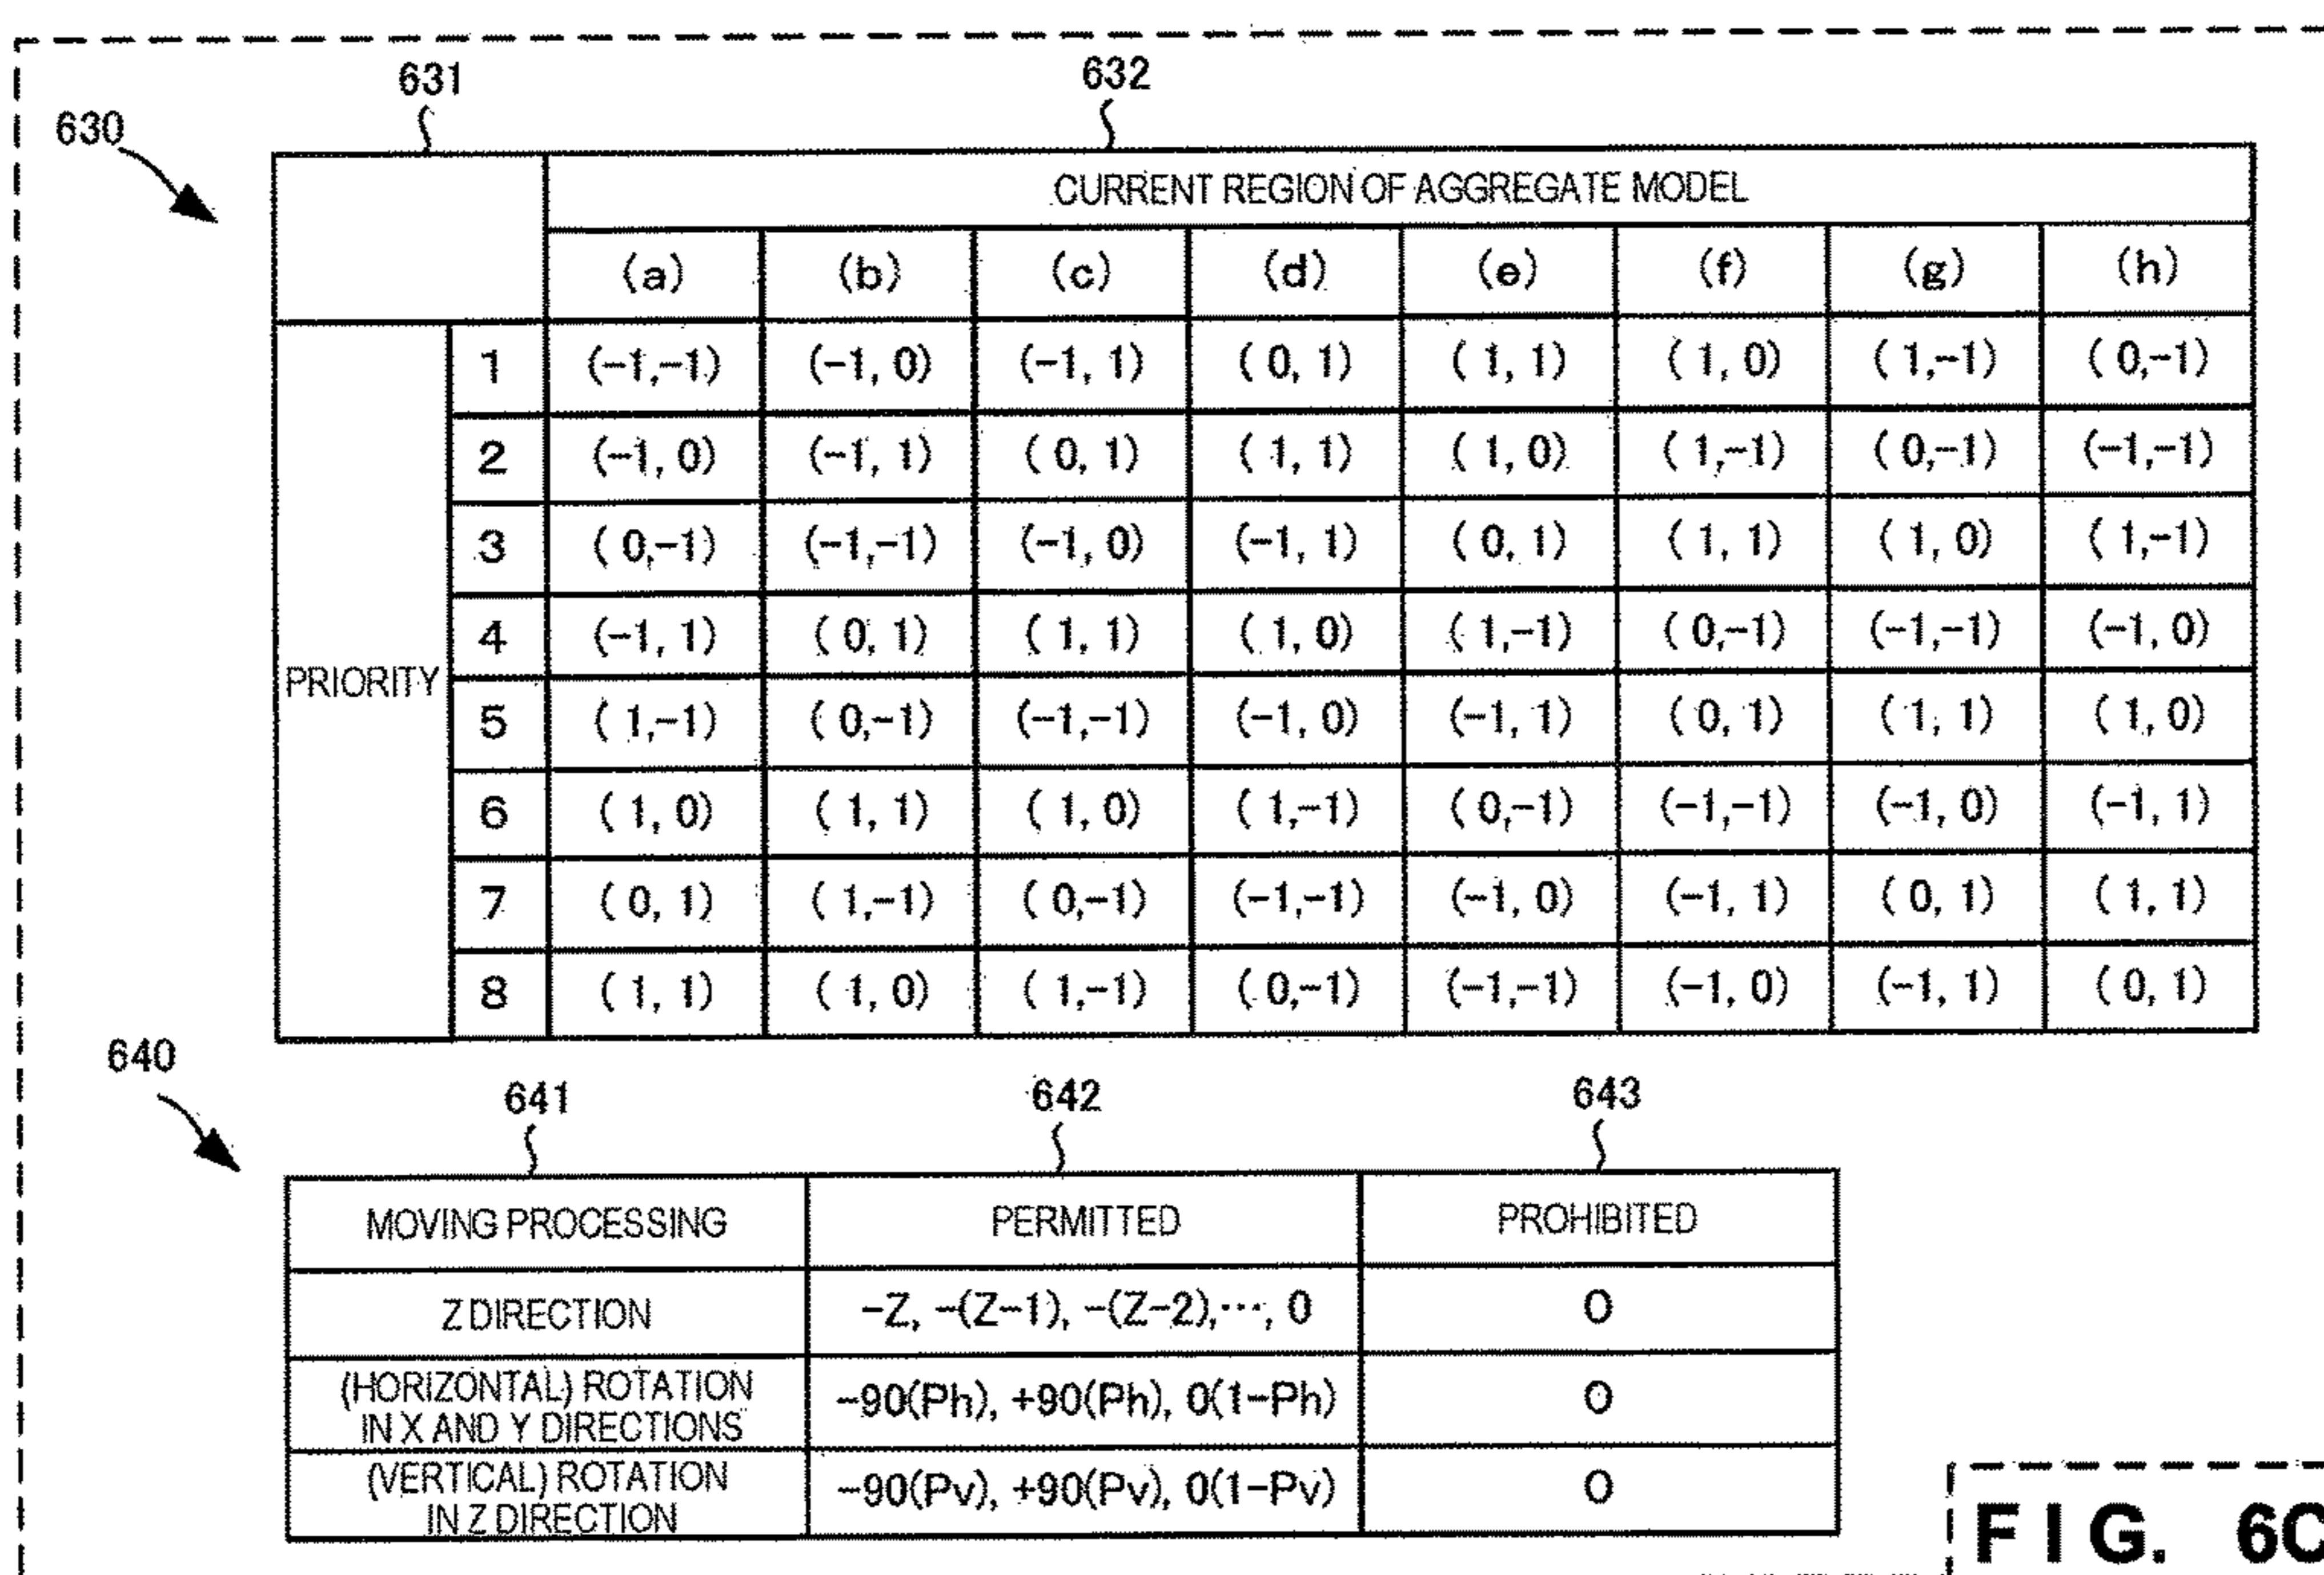 631 632
630
CURRENT REGION OF AGGREGATE MODEL
(a) (b) (c) (d) (e) (f) (g) (h)
1 (-1,-1) (-1, 0) (-1, 1) ( 0, 1) ( 1, 1) ( 1, 0) ( 1,-1) ( 0,-1)
2 (-1, 0) (-1, 1) ( 0, 1) ( 1, 1) ( 1, 0) ( 1,-1) ( 0,-1) (-1,-1)
3 ( 0,-1) (-1,-1) (-1, 0) (-1, 1) ( 0, 1) ( 1, 1) ( 1, 0) ( 1,-1)
4 (-1, 1) ( 0, 1) ( 1, 1) ( 1, 0) ( 1,-1) ( 0,-1) (-1,-1) (-1, 0)
PRIORITY
5 ( 1,-1) ( 0,-1) (-1,-1) (-1, 0) (-1, 1) ( 0, 1) ( 1, 1) ( 1, 0)
6 ( 1, 0) ( 1, 1) ( 1, 0) ( 1,-1) ( 0,-1) (-1,-1) (-1, 0) (-1, 1)
7 ( 0, 1) ( 1,-1) ( 0,-1) (-1,-1) (-1, 0) (-1, 1) ( 0, 1) ( 1, 1)
8 ( 1, 1) ( 1, 0) ( 1,-1) ( 0,-1) (-1,-1) (-1, 0) (-1, 1) ( 0, 1)
640
641 642 643
MOVING PROCESSING PERMITTED PROHIBITED
Z DIRECTION -Z, -(Z-1), -(Z-2),···, 0 0
(HORIZONTAL) ROTATION
IN X AND Y DIRECTIONS -90(Ph), +90(Ph), 0(1-Ph) 0
(VERTICAL) ROTATION
IN Z DIRECTION -90(Pv), +90(Pv), 0(1-Pv) 0
FIG. 6C